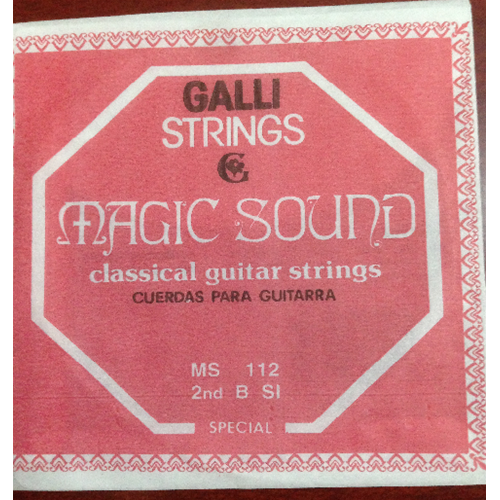 GALLI
STRINGS
G
MAGIC SOUND
classical guitar strings
CUERDAS PARA GUITARRA
MS 112
2nd B SI
SPECIAL